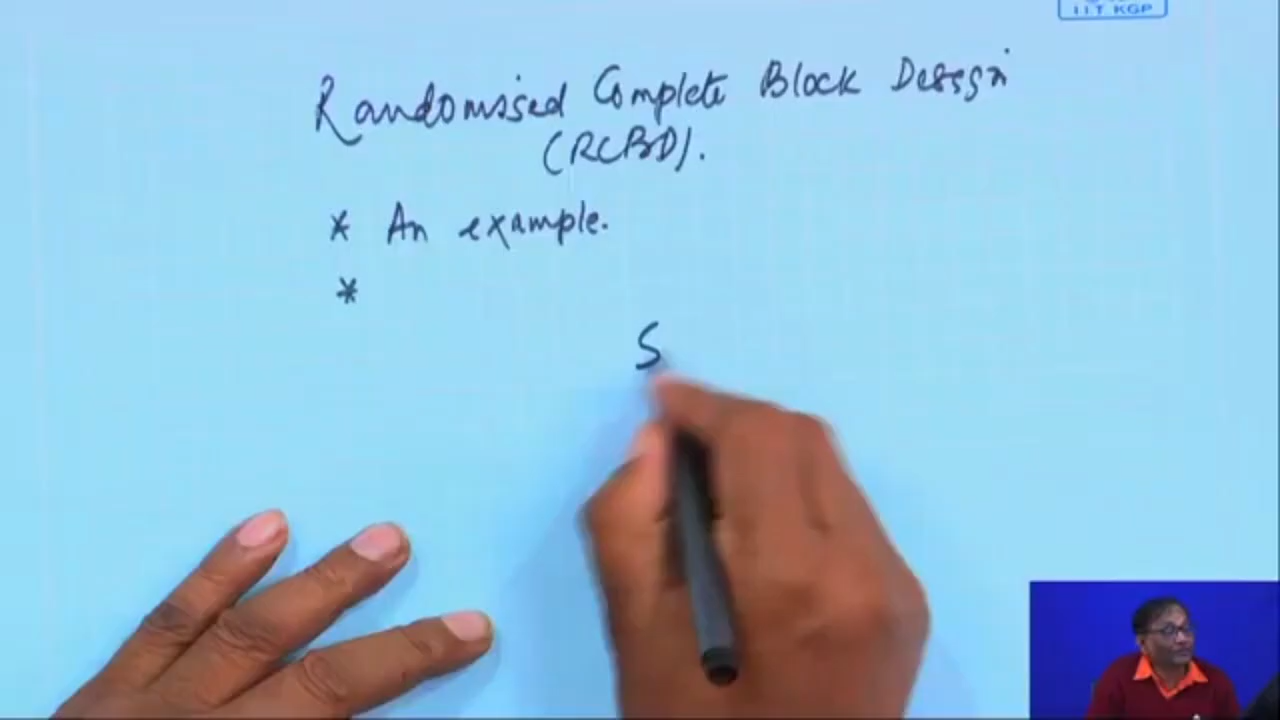 IIT KGP
Randomised Complete Block Design
(RCBD).
* An example.
*
S